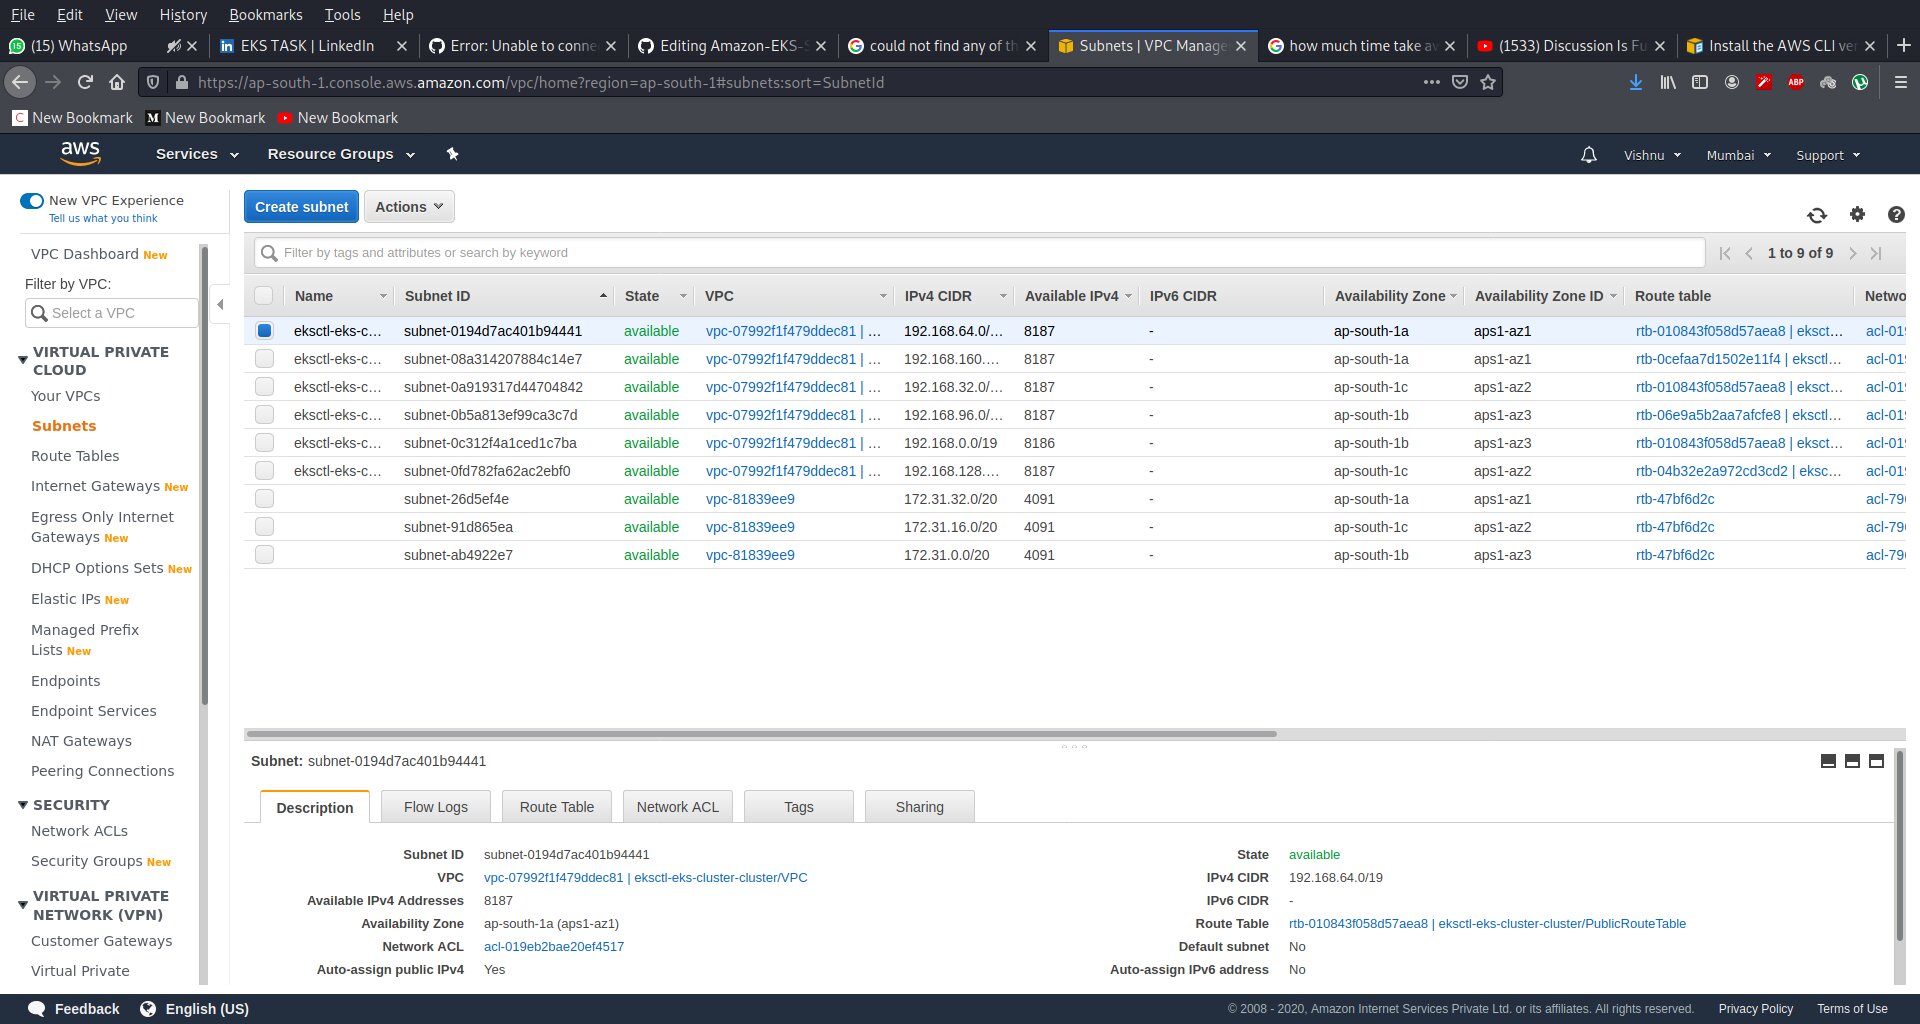 File Edit View History Bookmarks Tools Help
(15) WhatsApp EKS TASK | LinkedIn Error: Unable to conne Editing Amazon-EKS-S could not find any of th Subnets | VPC Manage how much time take a (1533) Discussion Is Fu Install the AWS CLI ve
https://ap-south-1.console.aws.amazon.com/vpc/home?region=ap-south-1#subnets:sort=SubnetId ABP
New Bookmark New Bookmark New Bookmark
aws Services Resource Groups Vishnu Mumbai Support
New VPC Experience
Tell us what you think
Create subnet Actions
VPC Dashboard New
Filter by VPC:
Select a VPC
VIRTUAL PRIVATE
CLOUD
Your VPCs
Subnets
Route Tables
Internet Gateways New
Egress Only Internet
Gateways New
DHCP Options Sets New
Elastic IPs New
Managed Prefix
Lists New
Endpoints
Endpoint Services
NAT Gateways
Peering Connections
SECURITY
Network ACLs
Security Groups New
VIRTUAL PRIVATE
NETWORK (VPN)
Customer Gateways
Virtual Private
Filter by tags and attributes or search by keyword 1 to 9 of 9
Name Subnet ID State VPC IPv4 CIDR Available IPv4 IPv6 CIDR Availability Zone Availability Zone ID Route table Netwo
eksctl-eks-c... subnet-0194d7ac401b94441 available vpc-07992f1f479ddec81 | ... 192.168.64.0/... 8187 - ap-south-1a aps1-az1 rtb-010843f058d57aea8 | eksct... acl-019
eksctl-eks-c... subnet-08a314207884c14e7 available vpc-07992f1f479ddec81 | ... 192.168.160.... 8187 - ap-south-1a aps1-az1 rtb-0cefaa7d1502e11f4 | eksctl... acl-019
eksctl-eks-c... subnet-0a919317d44704842 available vpc-07992f1f479ddec81 | ... 192.168.32.0/... 8187 - ap-south-1c aps1-az2 rtb-010843f058d57aea8 | eksct... acl-019
eksctl-eks-c... subnet-0b5a813ef99ca3c7d available vpc-07992f1f479ddec81 | ... 192.168.96.0/... 8187 - ap-south-1b aps1-az3 rtb-06e9a5b2aa7afcfe8 | eksctl... acl-019
eksctl-eks-c... subnet-0c312f4a1ced1c7ba available vpc-07992f1f479ddec81 | ... 192.168.0.0/19 8186 - ap-south-1b aps1-az3 rtb-010843f058d57aea8 | eksct... acl-019
eksctl-eks-c... subnet-0fd782fa62ac2ebf0 available vpc-07992f1f479ddec81 | ... 192.168.128.... 8187 - ap-south-1c aps1-az2 rtb-04b32e2a972cd3cd2 | eksc... acl-019
subnet-26d5ef4e available vpc-81839ee9 172.31.32.0/20 4091 - ap-south-1a aps1-az1 rtb-47bf6d2c acl-796
subnet-91d865ea available vpc-81839ee9 172.31.16.0/20 4091 - ap-south-1c aps1-az2 rtb-47bf6d2c acl-796
subnet-ab4922e7 available vpc-81839ee9 172.31.0.0/20 4091 - ap-south-1b aps1-az3 rtb-47bf6d2c acl-796
Subnet: subnet-0194d7ac401b94441
Description Flow Logs Route Table Network ACL Tags Sharing
Subnet ID subnet-0194d7ac401b94441 State available
VPC vpc-07992f1f479ddec81 | eksctl-eks-cluster-cluster/VPC IPv4 CIDR 192.168.64.0/19
Available IPv4 Addresses 8187 IPv6 CIDR -
Availability Zone ap-south-1a (aps1-az1) Route Table rtb-010843f058d57aea8 | eksctl-eks-cluster-cluster/PublicRouteTable
Network ACL acl-019eb2bae20ef4517 Default subnet No
Auto-assign public IPv4 Yes Auto-assign IPv6 address No
Feedback English (US) © 2008 - 2020, Amazon Internet Services Private Ltd. or its affiliates. All rights reserved. Privacy Policy Terms of Use